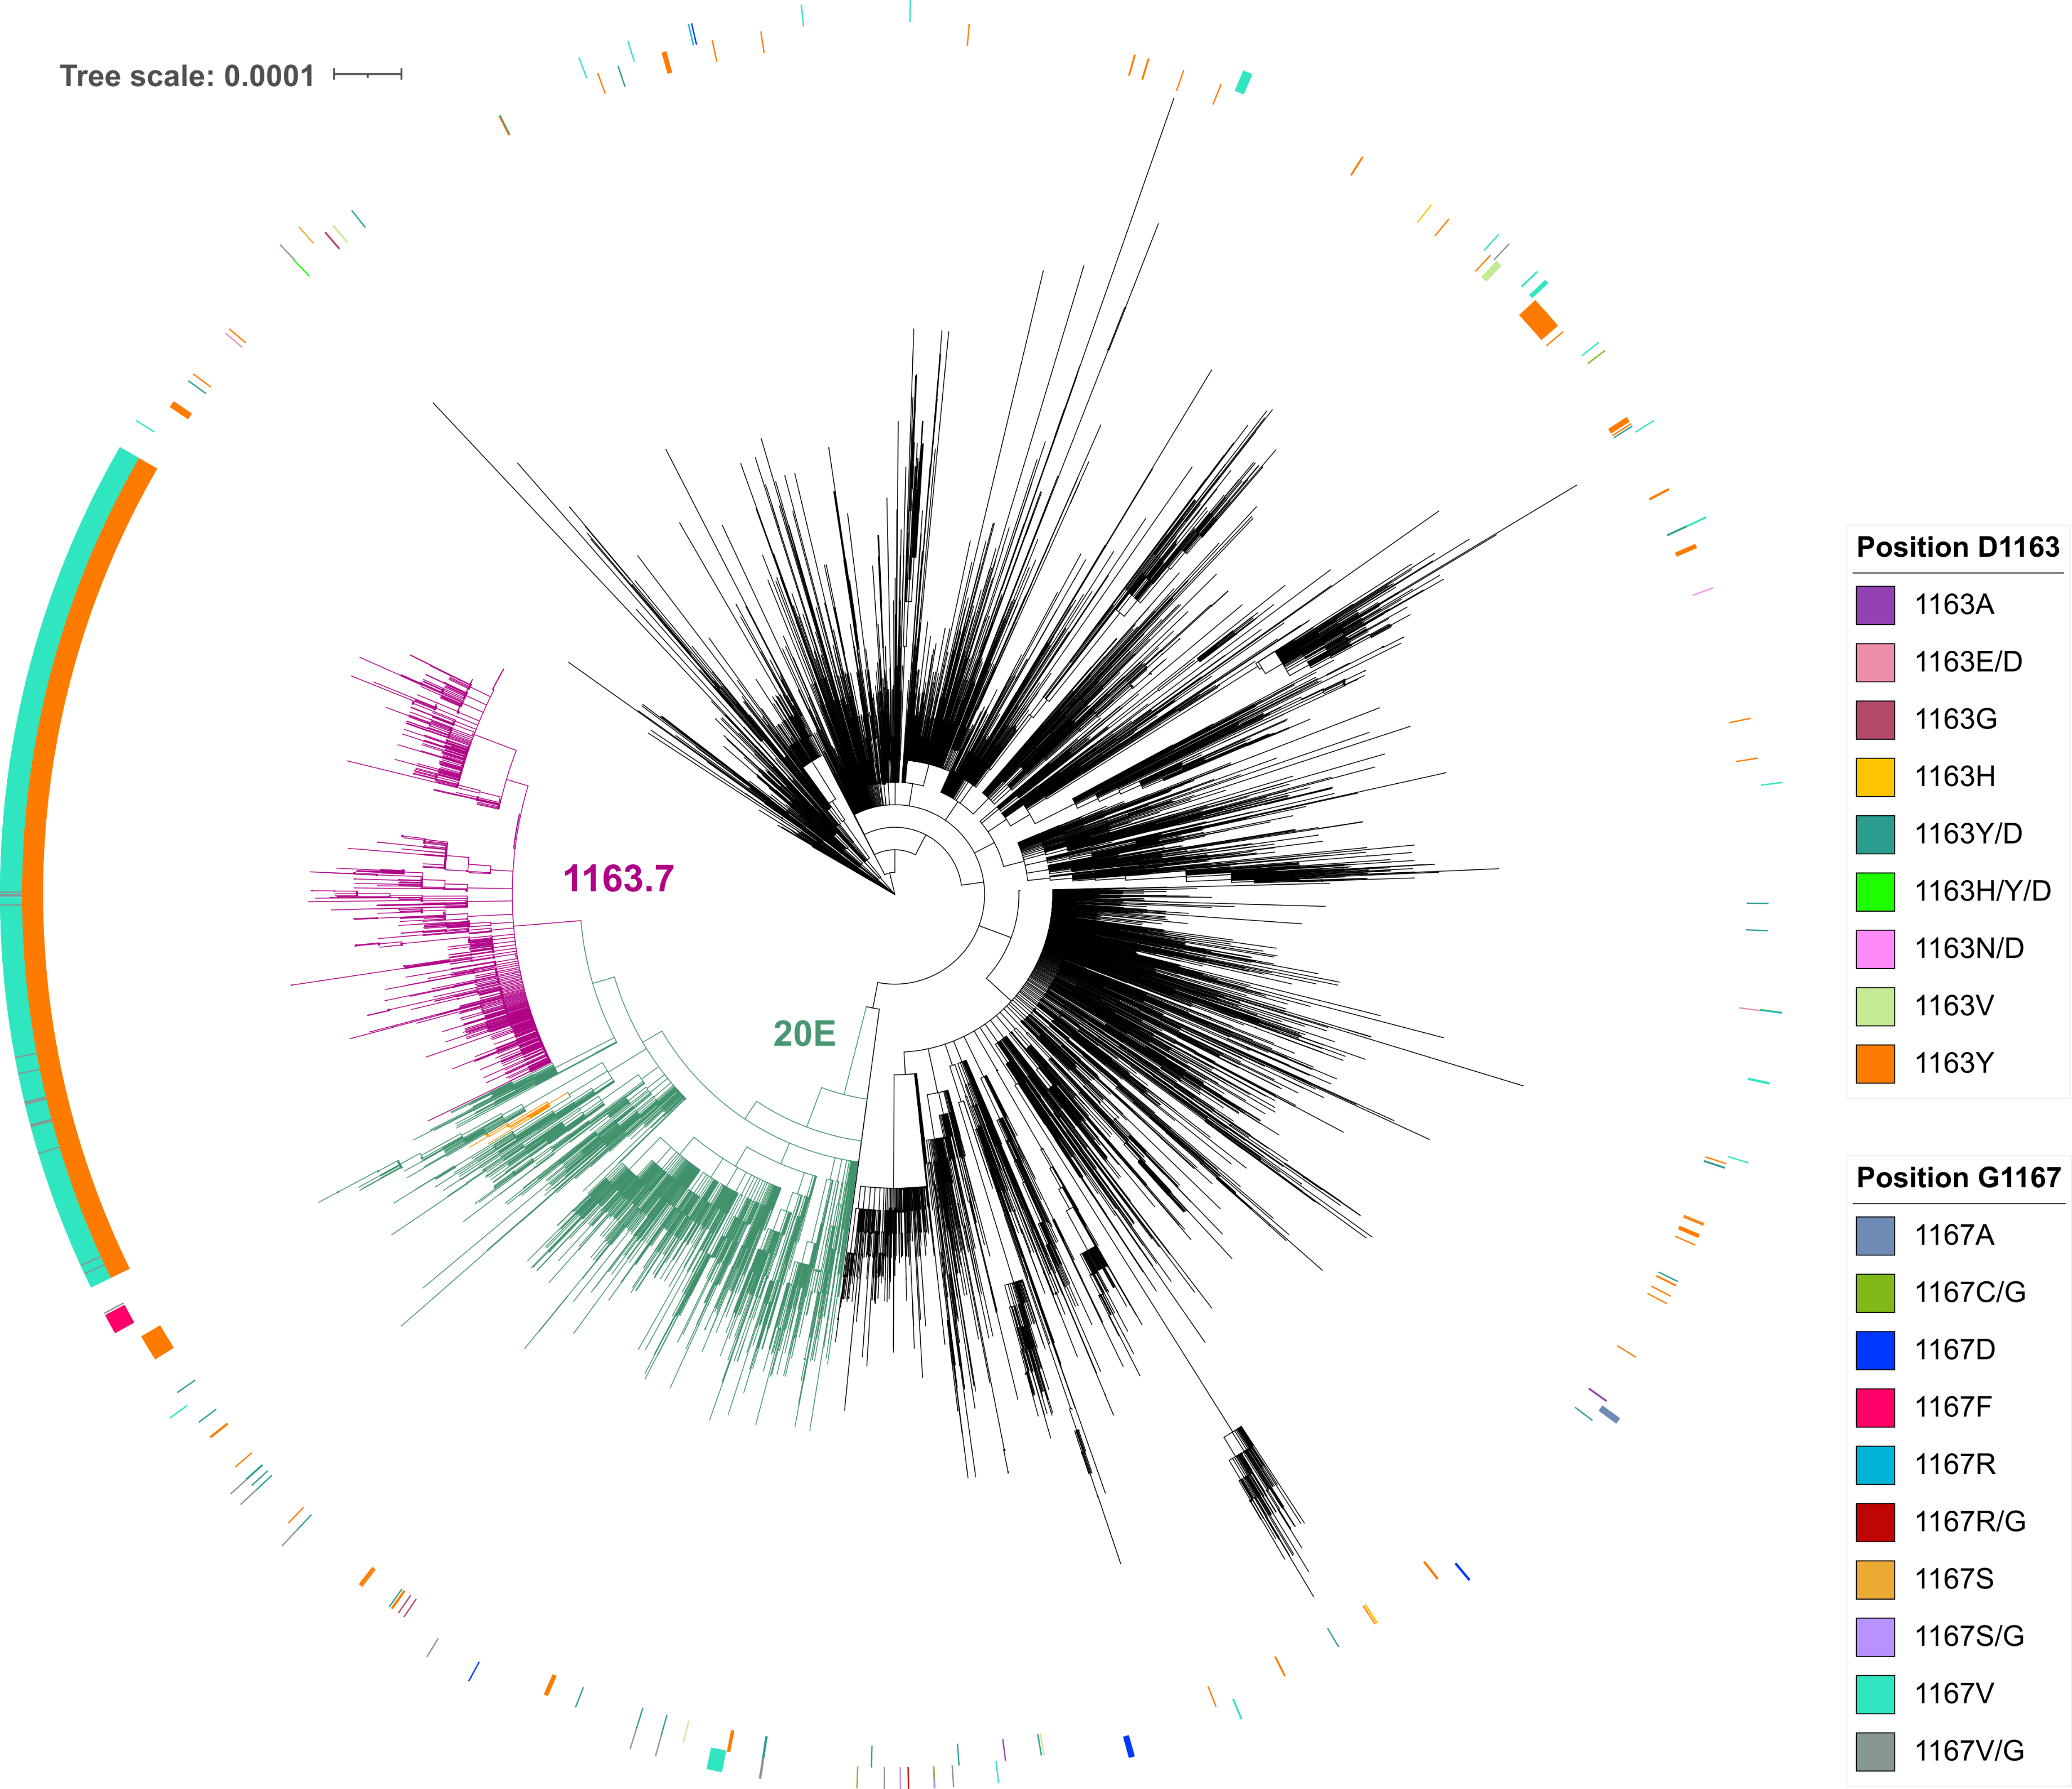 Tree scale: 0.0001
1163.7
20E
Position D1163
1163A
1163E/D
1163G
1163H
1163Y/D
1163H/Y/D
1163N/D
1163V
1163Y
Position G1167
1167A
1167C/G
1167D
1167F
1167R
1167R/G
1167S
1167S/G
1167V
1167V/G